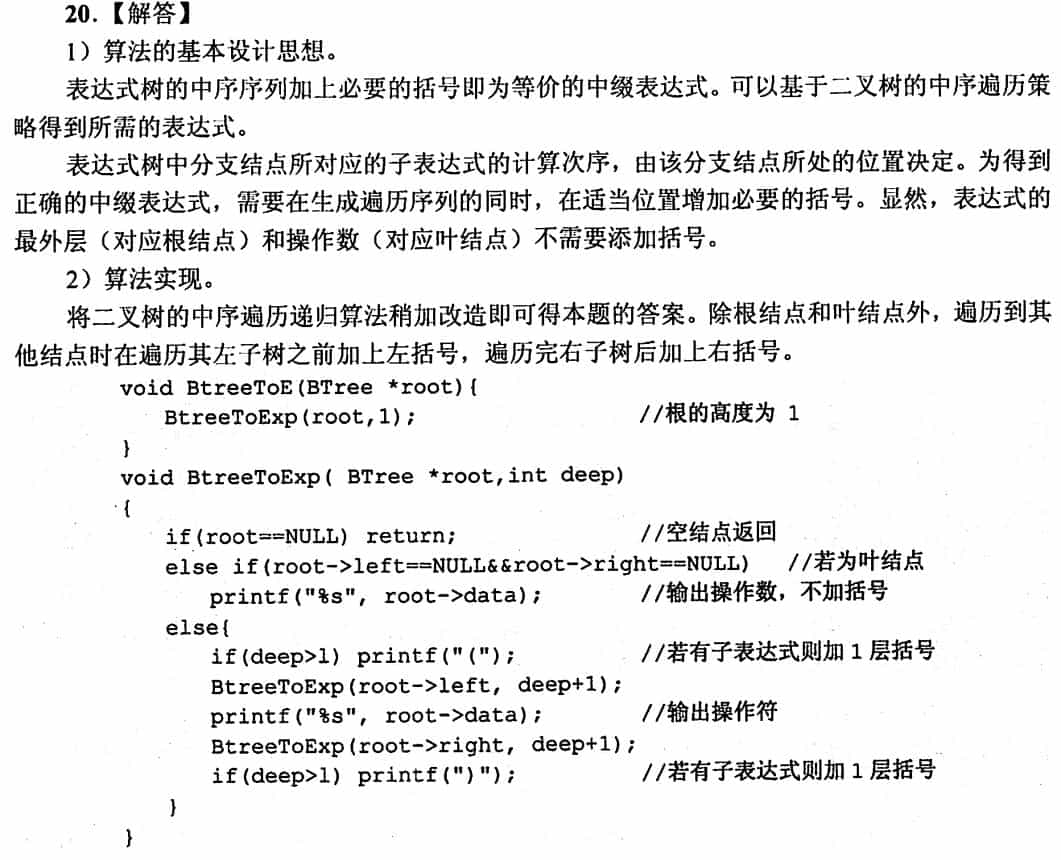 20.【解答】
1）算法的基本设计思想。
表达式树的中序序列加上必要的括号即为等价的中缀表达式。可以基于二叉树的中序遍历策
略得到所需的表达式。
表达式树中分支结点所对应的子表达式的计算次序，由该分支结点所处的位置决定。为得到
正确的中缀表达式，需要在生成遍历序列的同时，在适当位置增加必要的括号。显然，表达式的
最外层（对应根结点）和操作数（对应叶结点）不需要添加括号。
2）算法实现。
将二叉树的中序遍历递归算法稍加改造即可得本题的答案。除根结点和叶结点外，遍历到其
他结点时在遍历其左子树之前加上左括号，遍历完右子树后加上右括号。
void BtreeToE(BTree *root){
BtreeToExp(root,1); //根的高度为 1
}
void BtreeToExp( BTree *root,int deep)
{
if(root==NULL) return; //空结点返回
else if(root->left==NULL&&root->right==NULL) //若为叶结点
printf("%s", root->data); //输出操作数，不加括号
else{
if(deep>1) printf("("); //若有子表达式则加 1 层括号
BtreeToExp(root->left, deep+1);
printf("%s", root->data); //输出操作符
BtreeToExp(root->right, deep+1);
if(deep>1) printf(")"); //若有子表达式则加 1 层括号
}
}